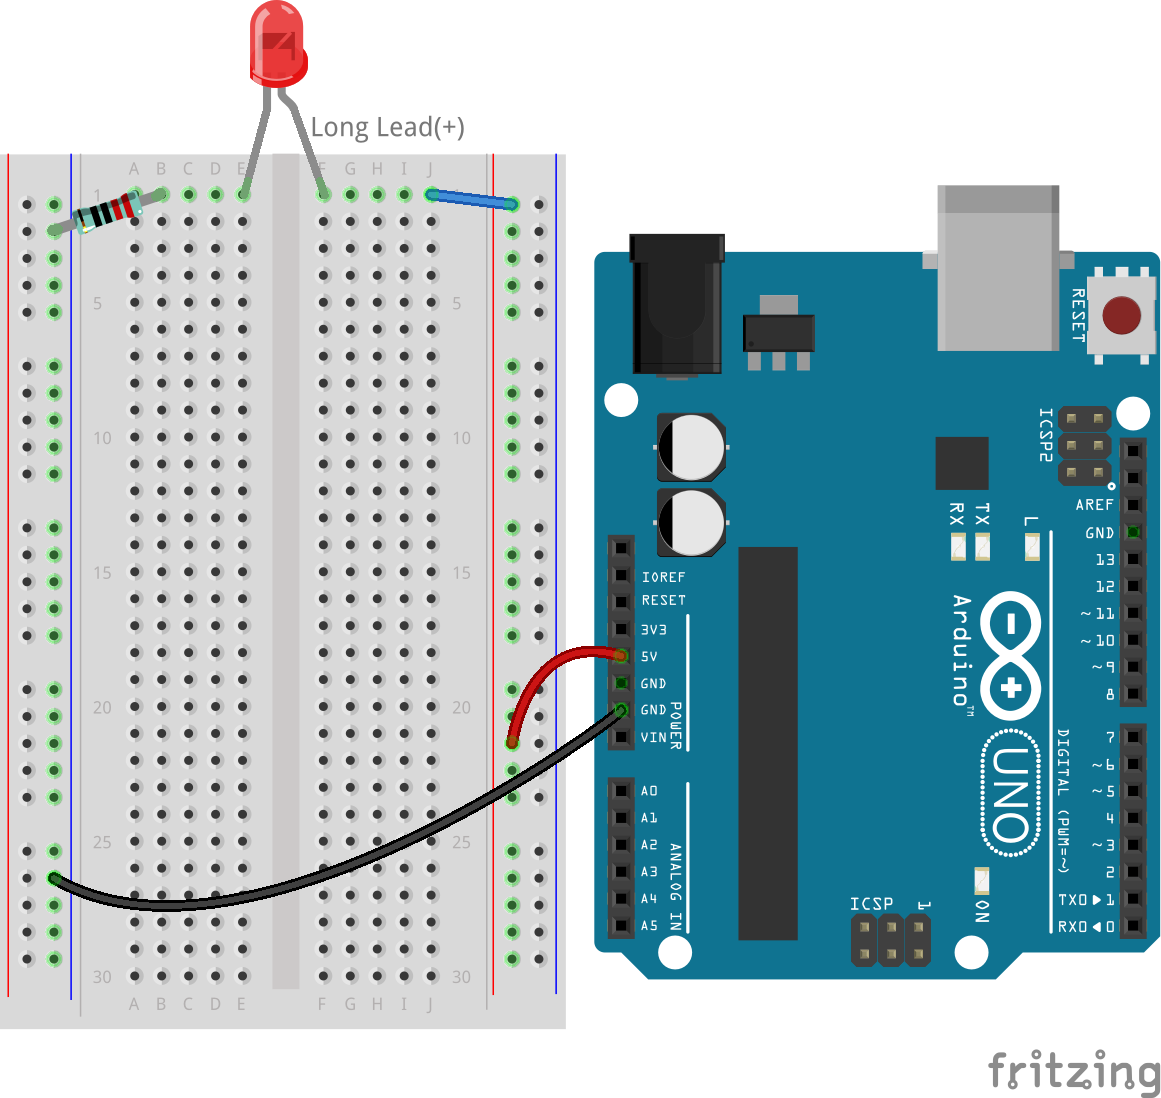 Long Lead(+)
A B C D E F G H I J
1
5 5
10 10
15 15
20 20
25 25
30 30
A B C D E F G H I J
RESET
ICSP2
AREF
GND
13
12
~11
~10
~9
8
7
~6
~5
4
~3
2
TX0▶1
RX0◀0
RX TX L
IOREF
RESET
3V3
5V
GND
GND
VIN
POWER
A0
A1
A2
A3
A4
A5
ANALOG IN
Arduino™
UNO
DIGITAL (PWM=~)
ICSP 1
ON
fritzing